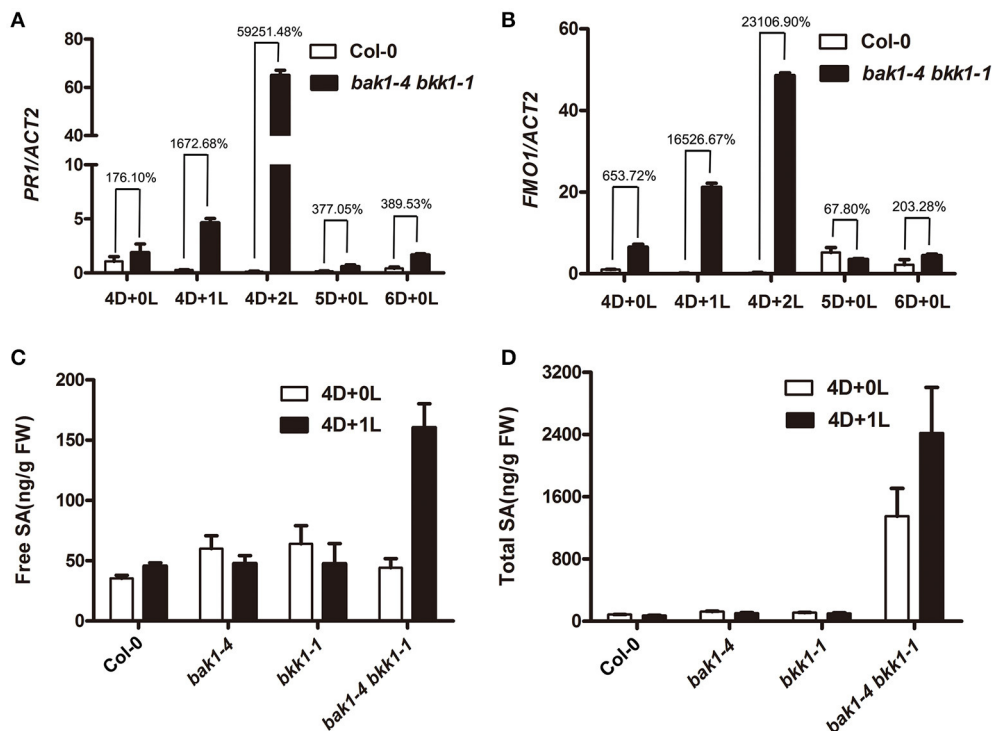 A
59251.48%
Col-0
bak1-4 bkk1-1
1672.68%
176.10%
377.05%
389.53%
PR1/ACT2
80
60
40
10
5
0
4D+0L 4D+1L 4D+2L 5D+0L 6D+0L
B
23106.90%
Col-0
bak1-4 bkk1-1
16526.67%
653.72%
67.80%
203.28%
FMO1/ACT2
60
40
20
0
4D+0L 4D+1L 4D+2L 5D+0L 6D+0L
C
4D+0L
4D+1L
Free SA(ng/g FW)
200
150
100
50
0
Col-0
bak1-4
bkk1-1
bak1-4 bkk1-1
D
4D+0L
4D+1L
Total SA(ng/g FW)
3200
2400
1600
800
0
Col-0
bak1-4
bkk1-1
bak1-4 bkk1-1